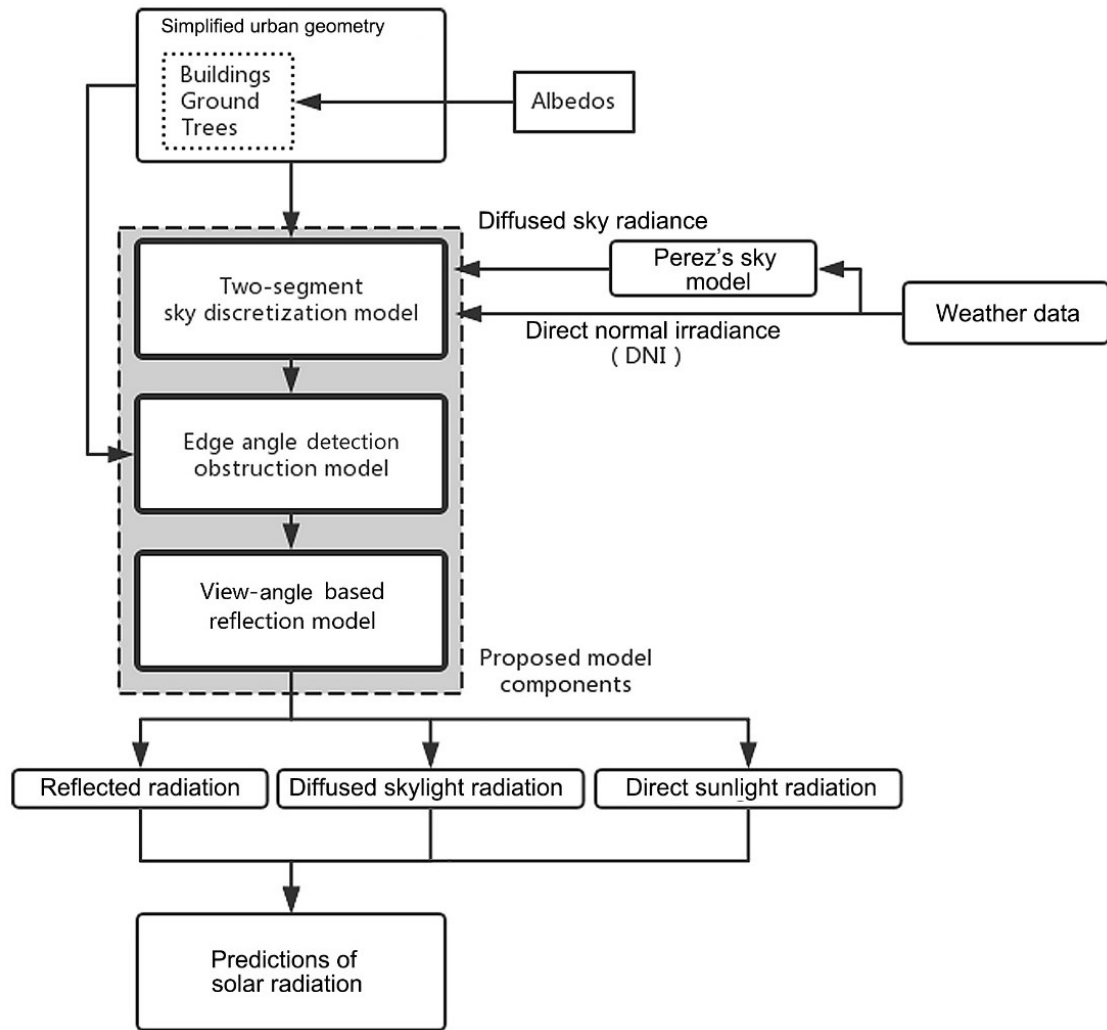 Simplified urban geometry
Buildings
Ground
Trees
Albedos
Diffused sky radiance
Perez's sky
model
Two-segment
sky discretization model
Direct normal irradiance
( DNI )
Weather data
Edge angle detection
obstruction model
View-angle based
reflection model
Proposed model
components
Reflected radiation
Diffused skylight radiation
Direct sunlight radiation
Predictions of
solar radiation